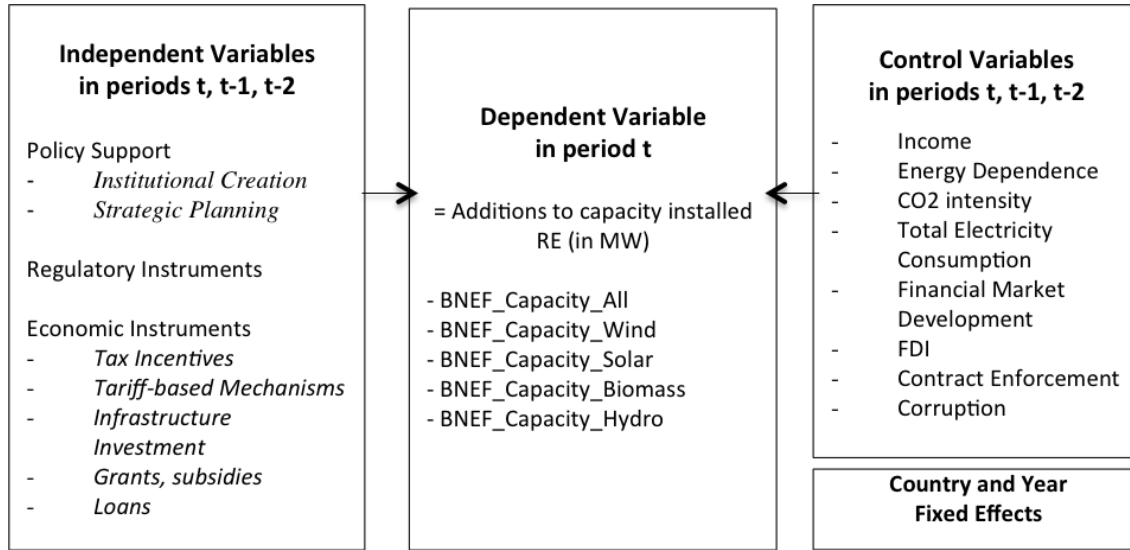 Independent Variables
in periods t, t-1, t-2
Policy Support
- Institutional Creation
- Strategic Planning
Regulatory Instruments
Economic Instruments
- Tax Incentives
- Tariff-based Mechanisms
- Infrastructure
Investment
- Grants, subsidies
- Loans
Dependent Variable
in period t
= Additions to capacity installed
RE (in MW)
- BNEF_Capacity_All
- BNEF_Capacity_Wind
- BNEF_Capacity_Solar
- BNEF_Capacity_Biomass
- BNEF_Capacity_Hydro
Control Variables
in periods t, t-1, t-2
- Income
- Energy Dependence
- CO2 intensity
- Total Electricity
Consumption
- Financial Market
Development
- FDI
- Contract Enforcement
- Corruption
Country and Year
Fixed Effects